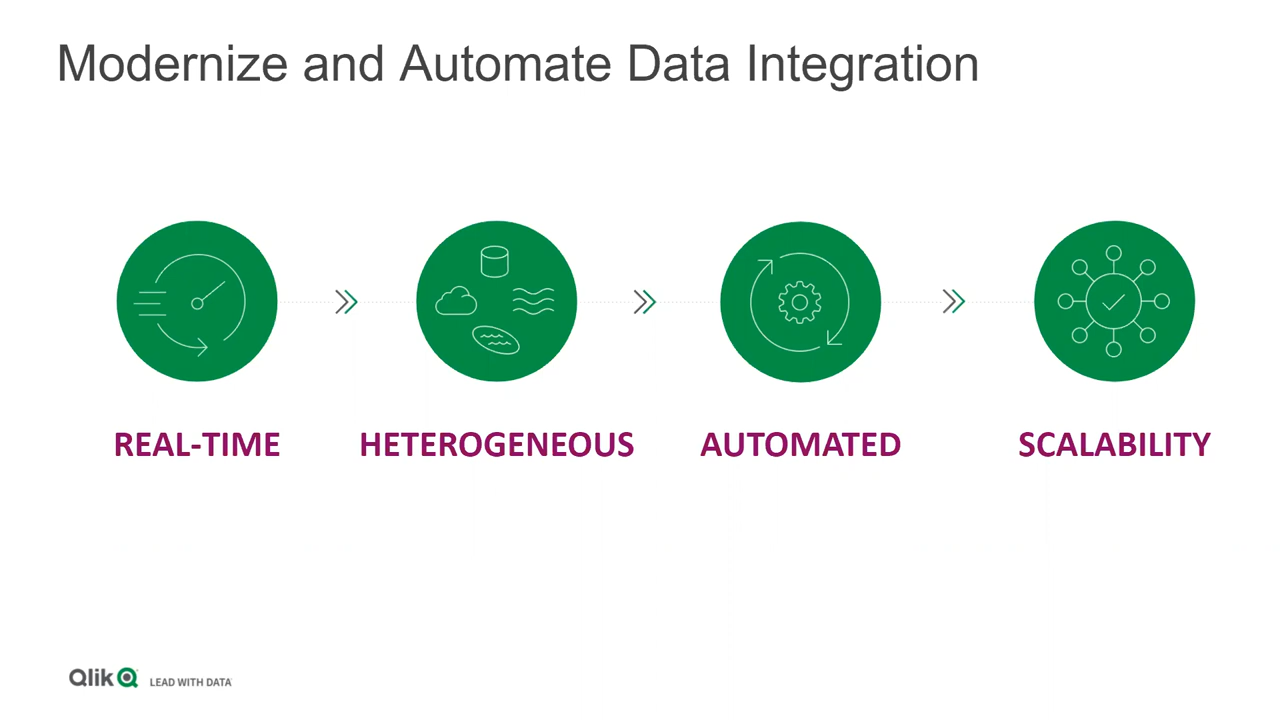 Modernize and Automate Data Integration
REAL-TIME
HETEROGENEOUS
AUTOMATED
SCALABILITY
Qlik LEAD WITH DATA